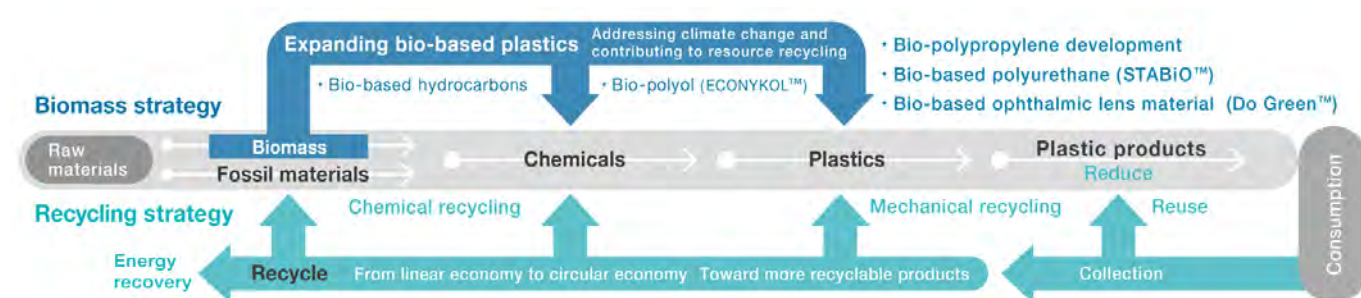 Expanding bio-based plastics
Addressing climate change and
contributing to resource recycling
・Bio-polypropylene development
・Bio-based polyurethane (STABiO™)
・Bio-based ophthalmic lens material (Do Green™)
・Bio-based hydrocarbons
・Bio-polyol (ECONYKOL™)
Biomass strategy
Raw
materials
Biomass
Fossil materials
Chemicals
Plastics
Plastic products
Reduce
Consumption
Recycling strategy
Chemical recycling
Mechanical recycling
Reuse
Energy
recovery
Recycle
From linear economy to circular economy Toward more recyclable products
Collection